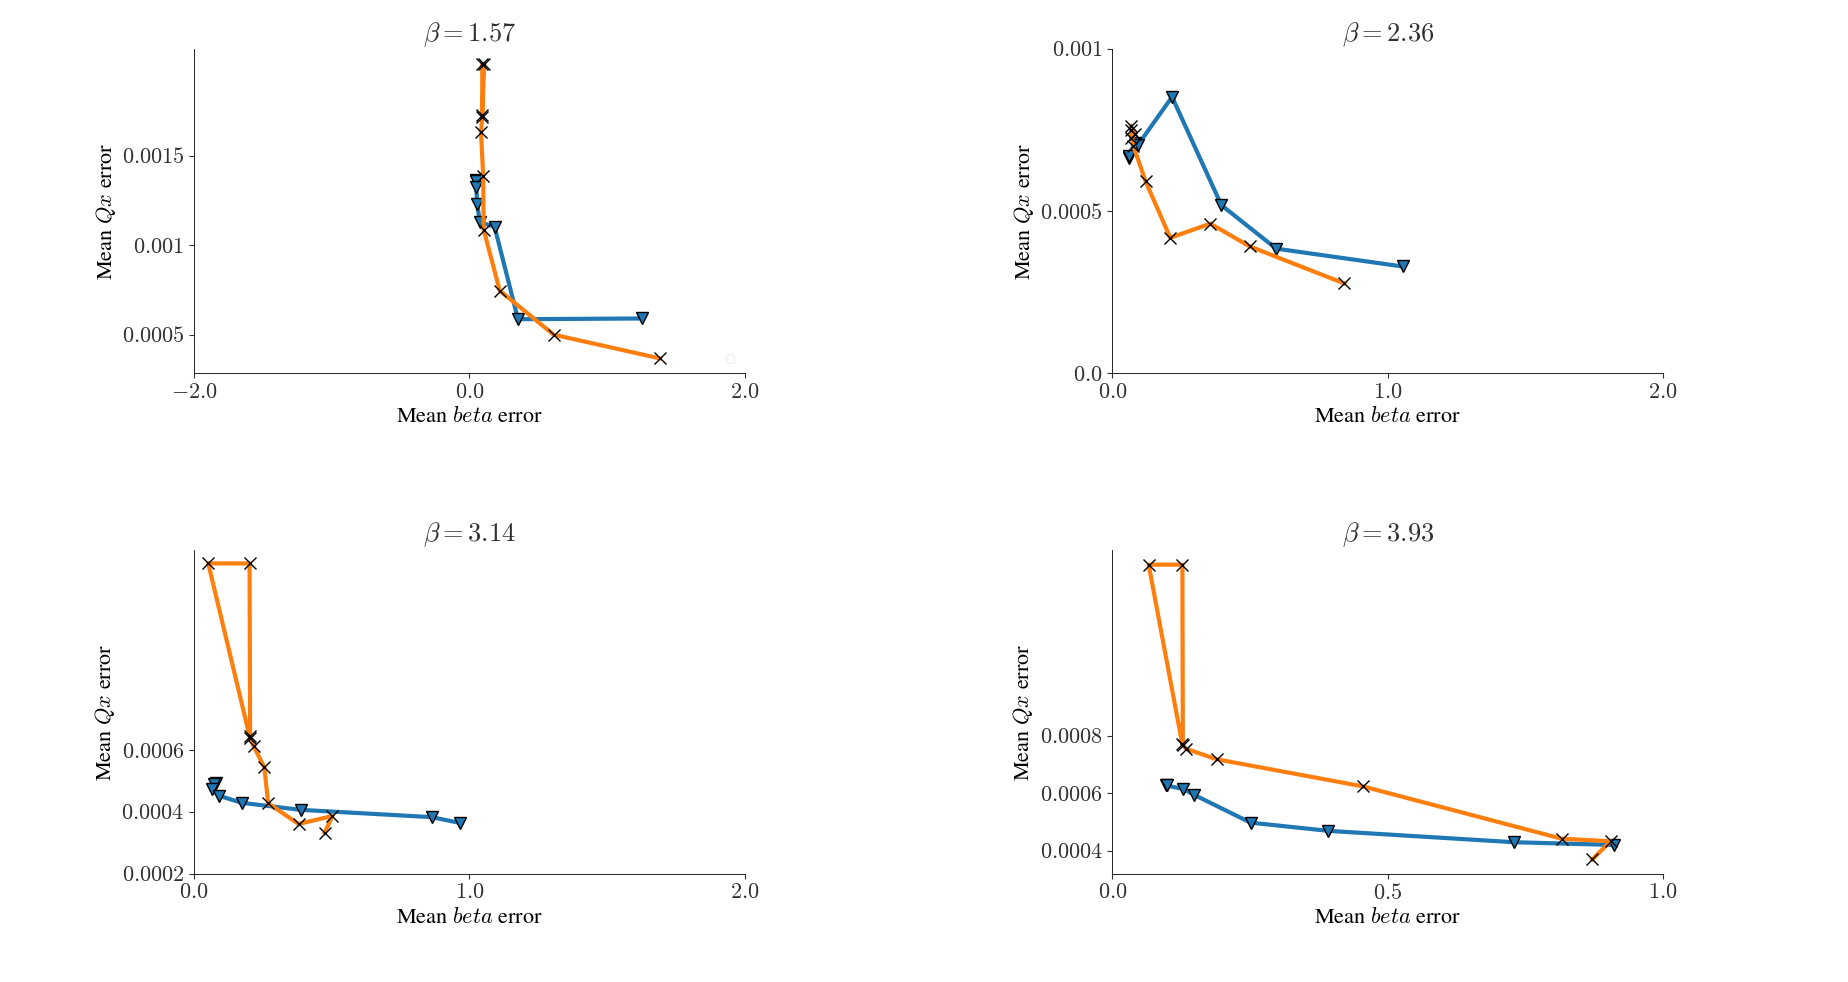 β = 1.57
0.0015
0.001
0.0005
Mean Qx error
−2.0 0.0 2.0
Mean beta error
β = 2.36
0.001
0.0005
0.0
Mean Qx error
0.0 1.0 2.0
Mean beta error
β = 3.14
0.0006
0.0004
0.0002
Mean Qx error
0.0 1.0 2.0
Mean beta error
β = 3.93
0.0008
0.0006
0.0004
Mean Qx error
0.0 0.5 1.0
Mean beta error